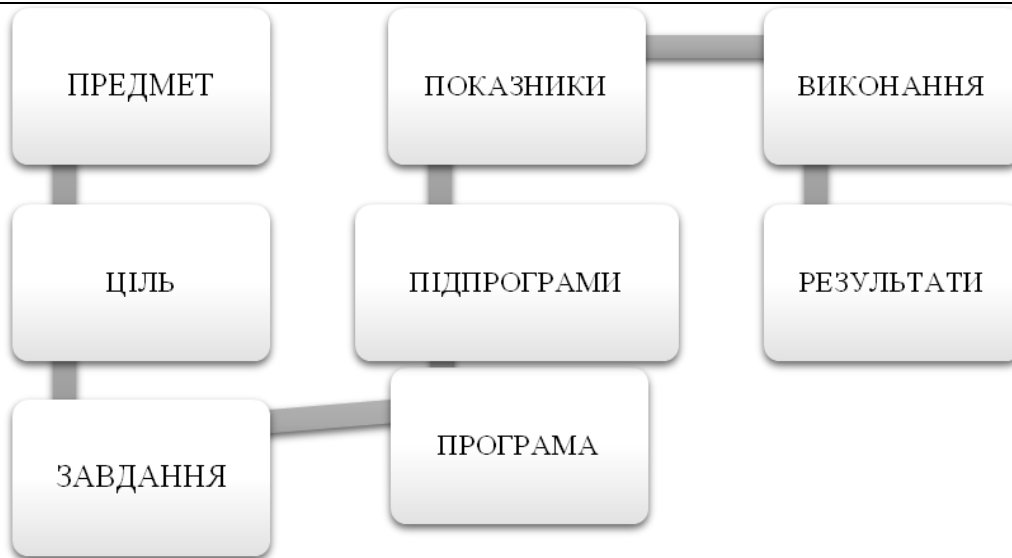 ПРЕДМЕТ
ЦІЛЬ
ЗАВДАННЯ
ПРОГРАМА
ПІДПРОГРАМИ
ПОКАЗНИКИ
ВИКОНАННЯ
РЕЗУЛЬТАТИ